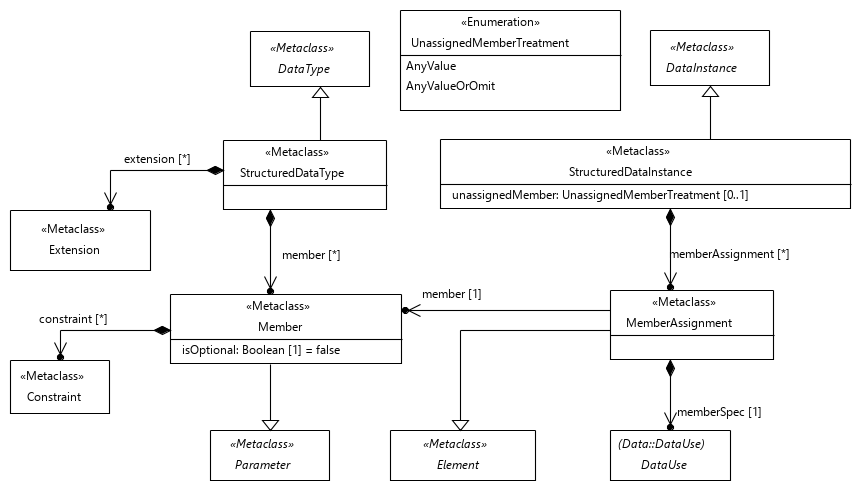 «Enumeration»
UnassignedMemberTreatment
AnyValue
AnyValueOrOmit
«Metaclass»
DataType
«Metaclass»
DataInstance
extension [*]
«Metaclass»
StructuredDataType
«Metaclass»
StructuredDataInstance
unassignedMember: UnassignedMemberTreatment [0..1]
«Metaclass»
Extension
member [*]
memberAssignment [*]
constraint [*]
«Metaclass»
Member
isOptional: Boolean [1] = false
member [1]
«Metaclass»
MemberAssignment
«Metaclass»
Constraint
memberSpec [1]
«Metaclass»
Parameter
«Metaclass»
Element
(Data::DataUse)
DataUse